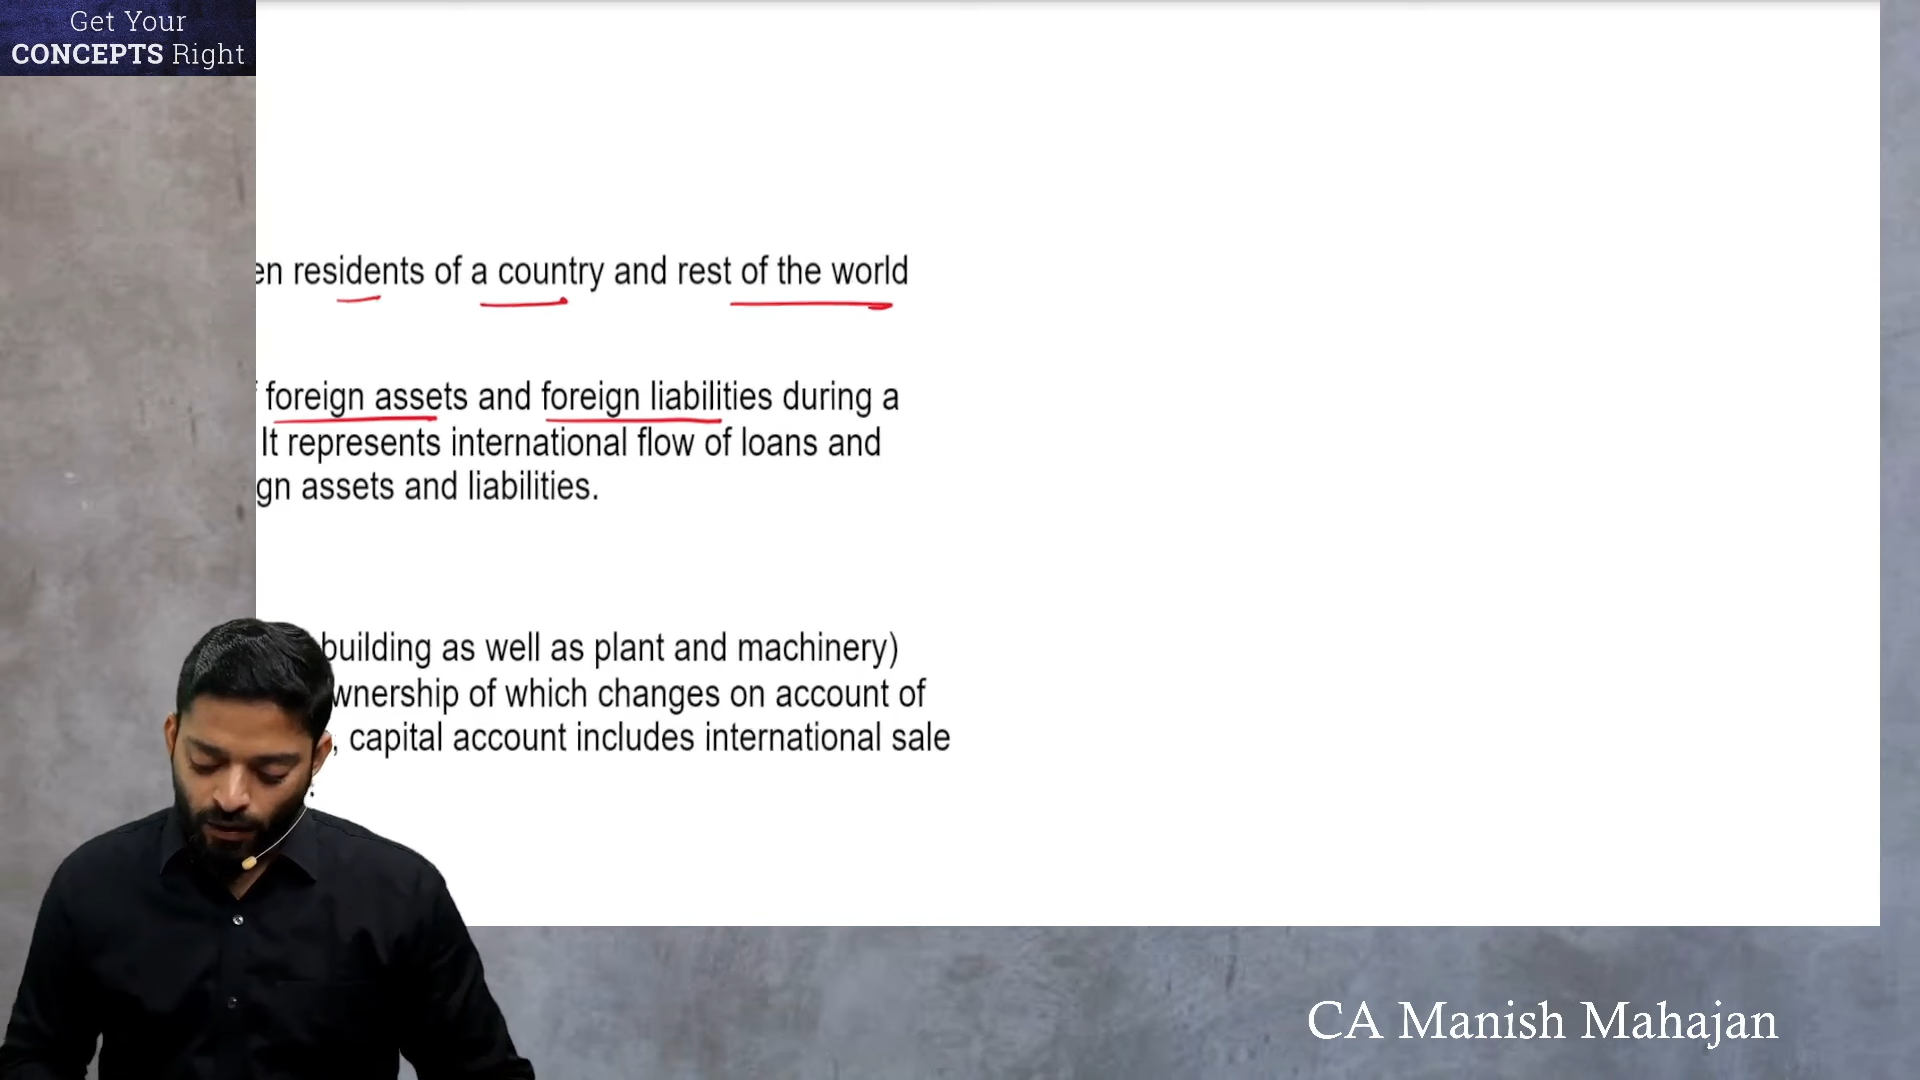 Get Your
CONCEPTS Right
en residents of a country and rest of the world
foreign assets and foreign liabilities during a
It represents international flow of loans and
gn assets and liabilities.
building as well as plant and machinery)
wnership of which changes on account of
, capital account includes international sale
CA Manish Mahajan